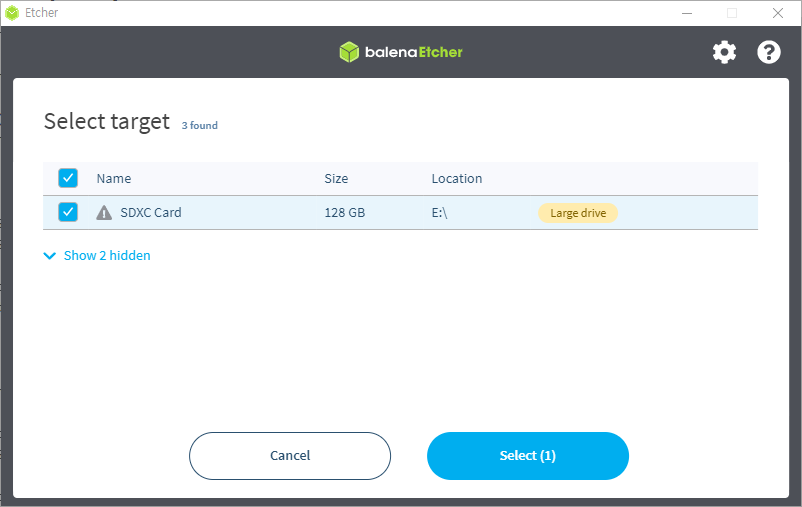 Etcher
balenaEtcher
Select target 3 found
Name Size Location
SDXC Card 128 GB E:\ Large drive
Show 2 hidden
Cancel Select (1)